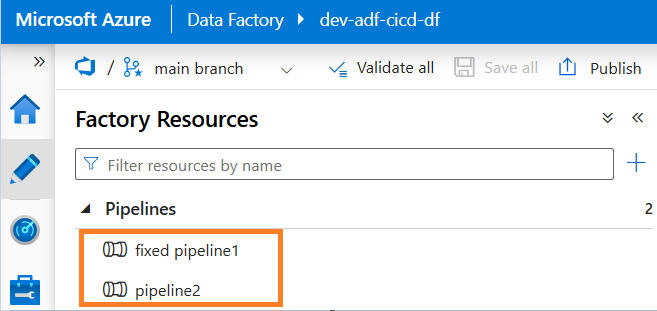 Microsoft Azure Data Factory dev-adf-cicd-df
/ main branch Validate all Save all Publish
Factory Resources
Filter resources by name
Pipelines 2
fixed pipeline1
pipeline2